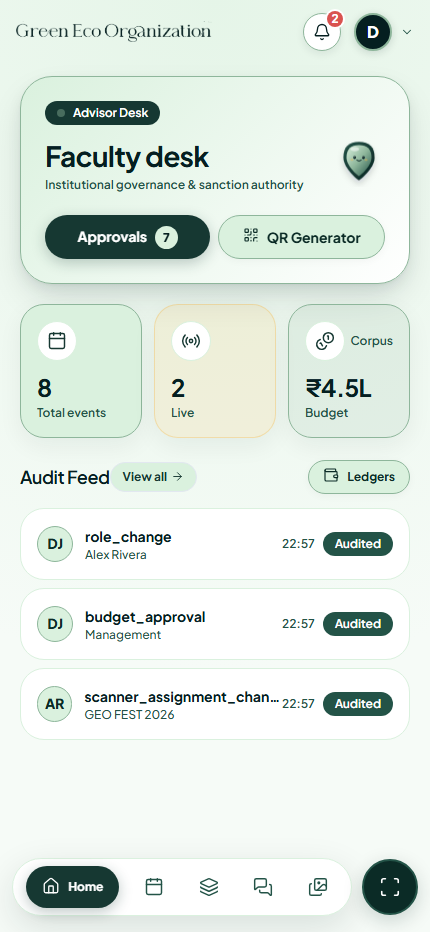 Green Eco Organization
2
D
Advisor Desk
Faculty desk
Institutional governance & sanction authority
Approvals 7
QR Generator
8
Total events
2
Live
Corpus
₹4.5L
Budget
Audit Feed
View all →
Ledgers
DJ
role_change
Alex Rivera
22:57
Audited
DJ
budget_approval
Management
22:57
Audited
AR
scanner_assignment_chan...
GEO FEST 2026
22:57
Audited
Home